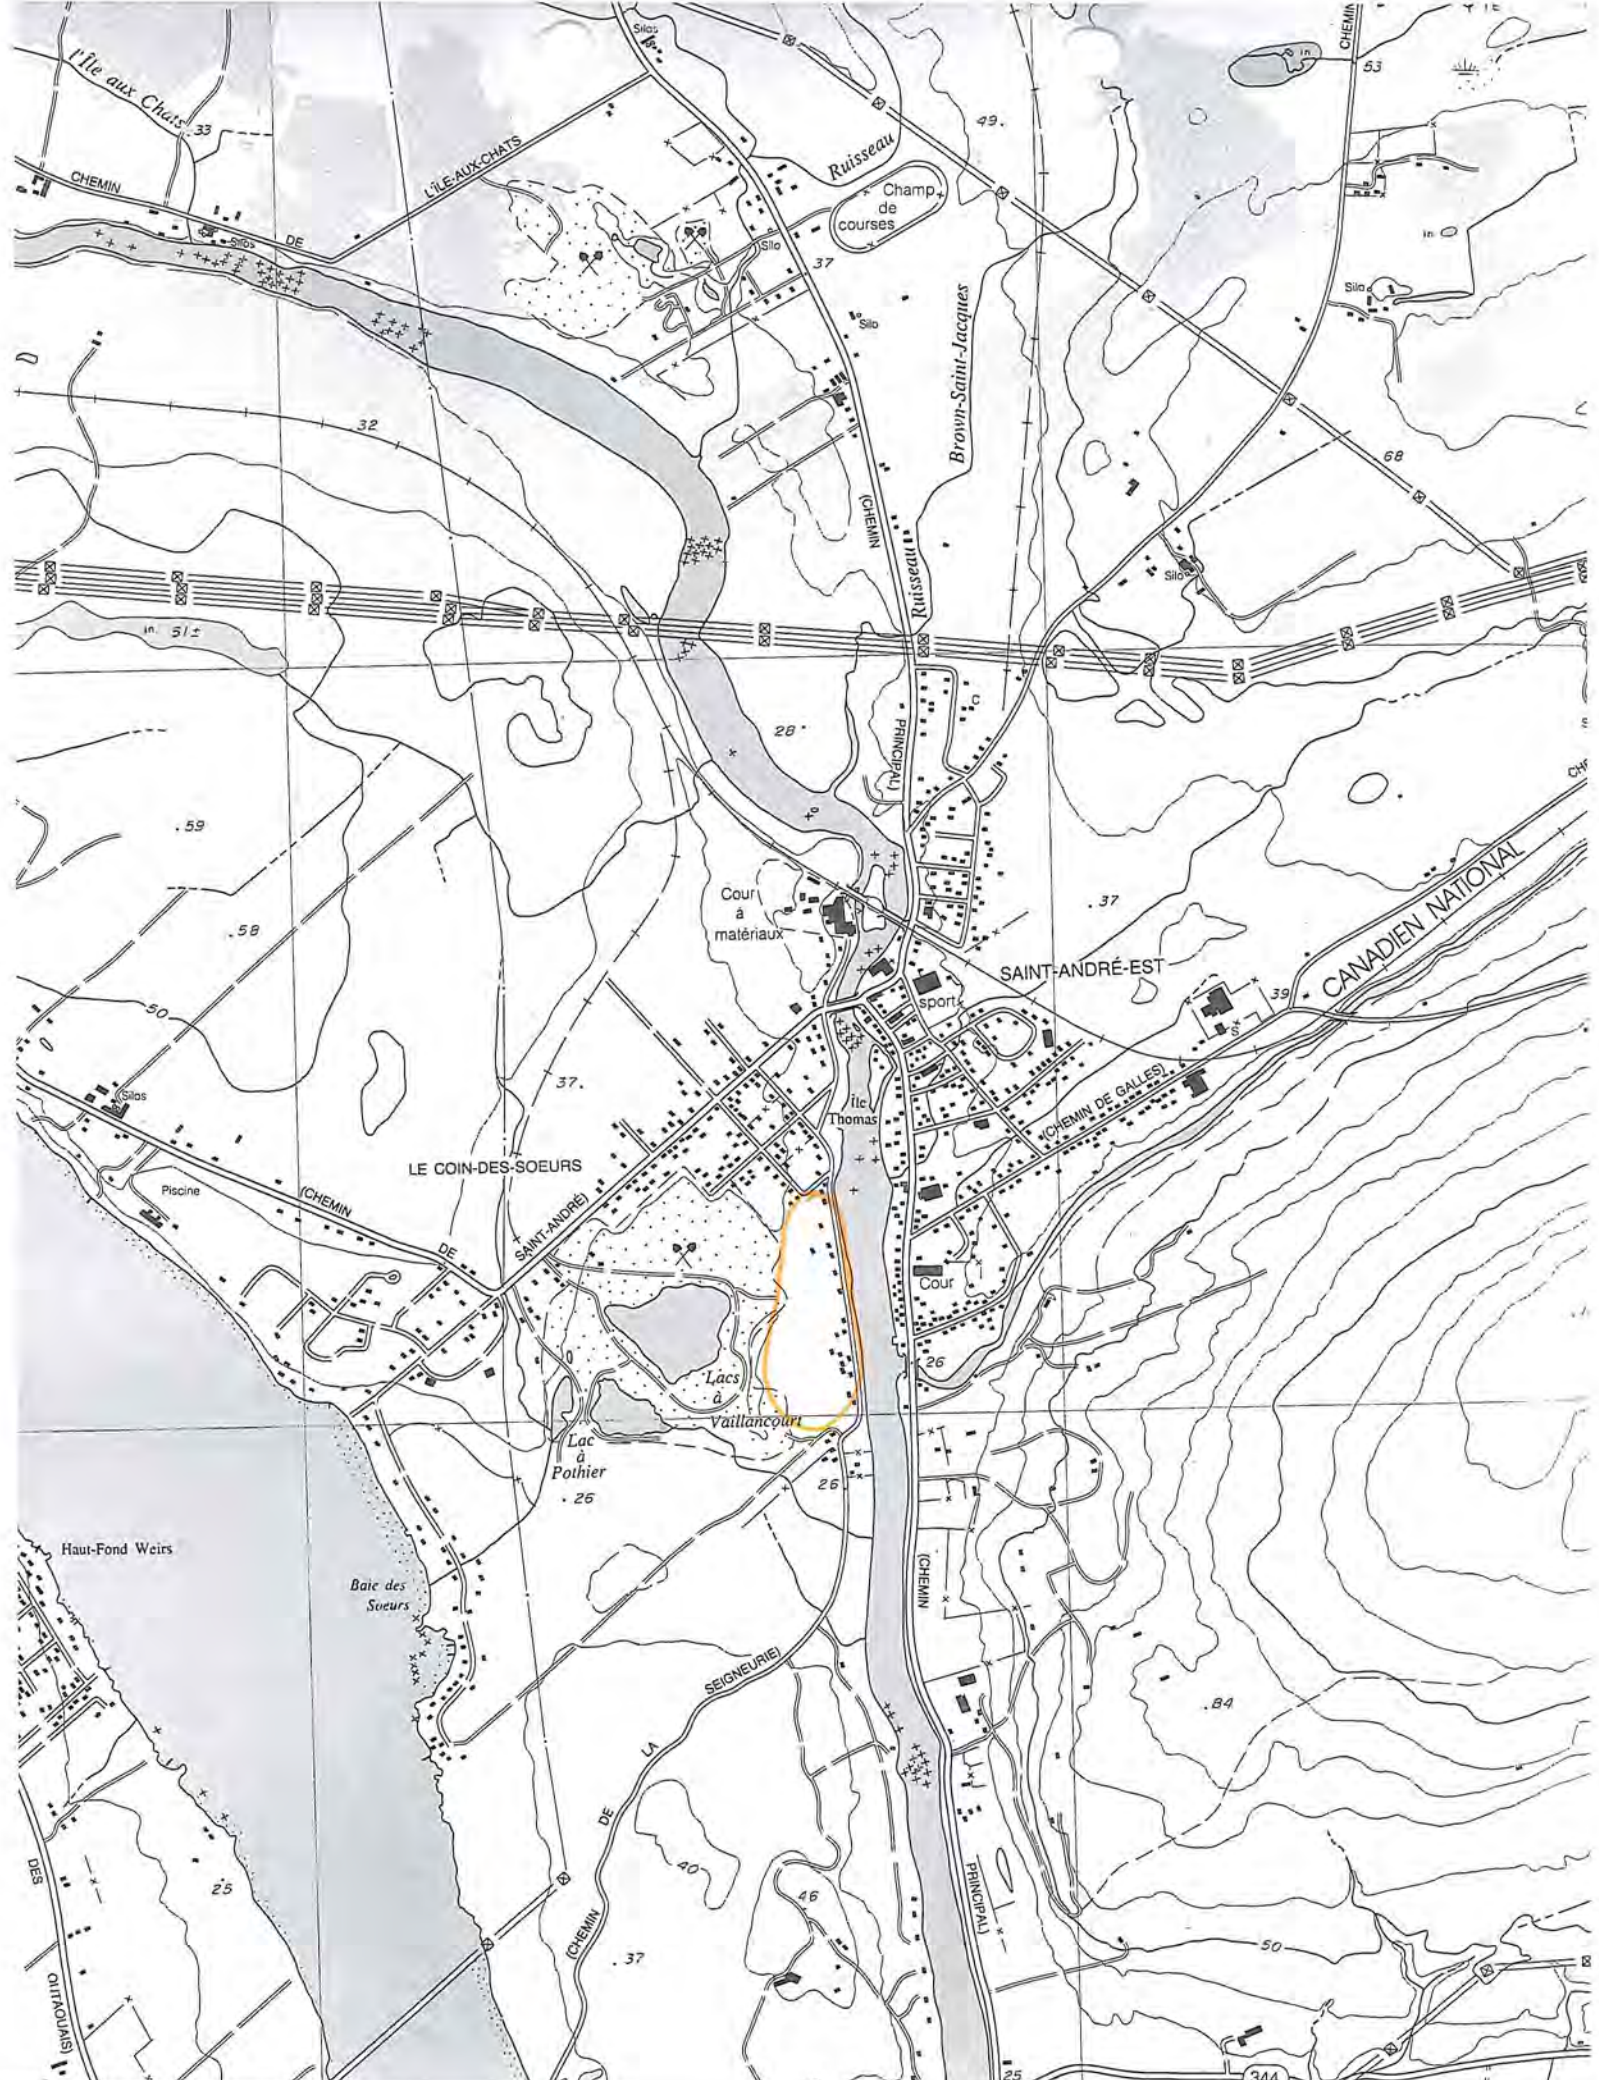 Silos
CHEMIN
in
53
l'Île aux Chats
33
49.
CHEMIN
L'ÎLE-AUX-CHATS
Ruisseau
Champ
de
courses
Silos
DE
Silo
37
in
Silo
Silo
Brown-Saint-Jacques
32
68
(CHEMIN
Ruisseau
Silo
in. 51±
C
28.
PRINCIPAL)
.59
Cour
à
matériaux
.37
CANADIEN NATIONAL
.58
SAINT-ANDRÉ-EST
sport
39
S
50
37.
Silos
(CHEMIN DE GALLES)
Île
Thomas
LE COIN-DES-SOEURS
Piscine
(CHEMIN
DE
SAINT-ANDRÉ)
Cour
26
Lacs
à
Vaillancourt
Lac
à
Pothier
.26
26
Haut-Fond Weirs
Baie des
Soeurs
(CHEMIN
SEIGNEURIE)
.84
LA
DE
DES
25
40
46
PRINCIPAL)
(CHEMIN
.37
50
OUTAOUAIS)
25
344